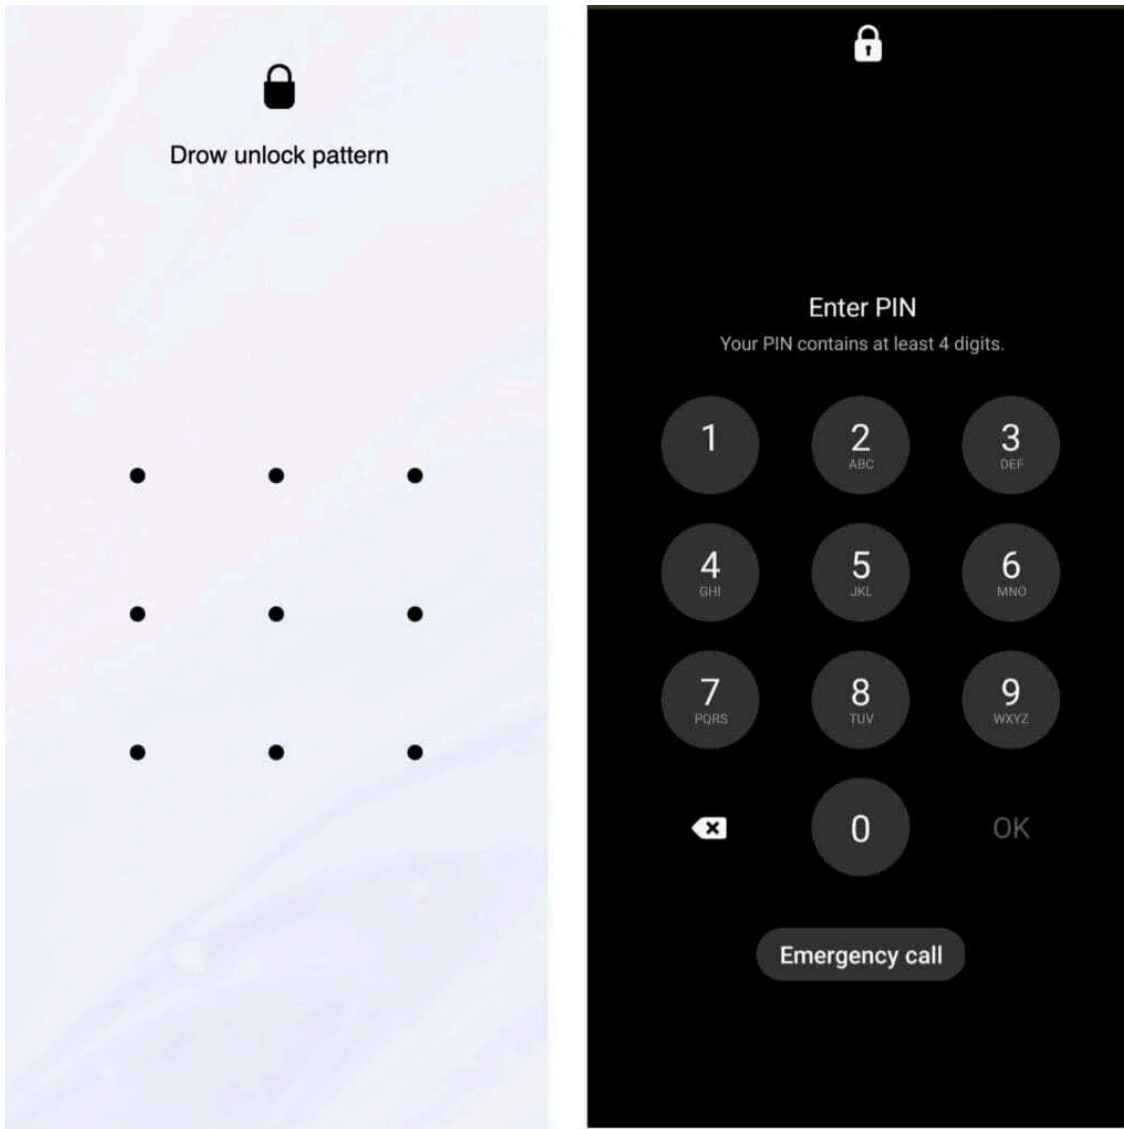 Drow unlock pattern
Enter PIN
Your PIN contains at least 4 digits.
1
2
ABC
3
DEF
4
GHI
5
JKL
6
MNO
7
PQRS
8
TUV
9
WXYZ
0
OK
Emergency call